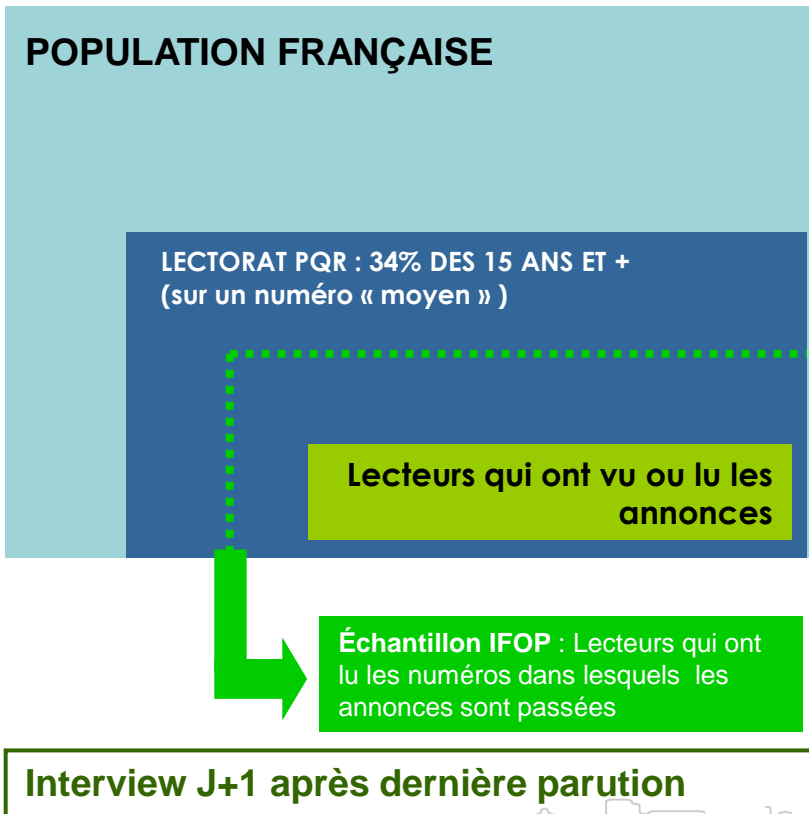 POPULATION FRANÇAISE
LECTORAT PQR : 34% DES 15 ANS ET +
(sur un numéro « moyen » )
Lecteurs qui ont vu ou lu les
annonces
Échantillon IFOP : Lecteurs qui ont
lu les numéros dans lesquels les
annonces sont passées
Interview J+1 après dernière parution